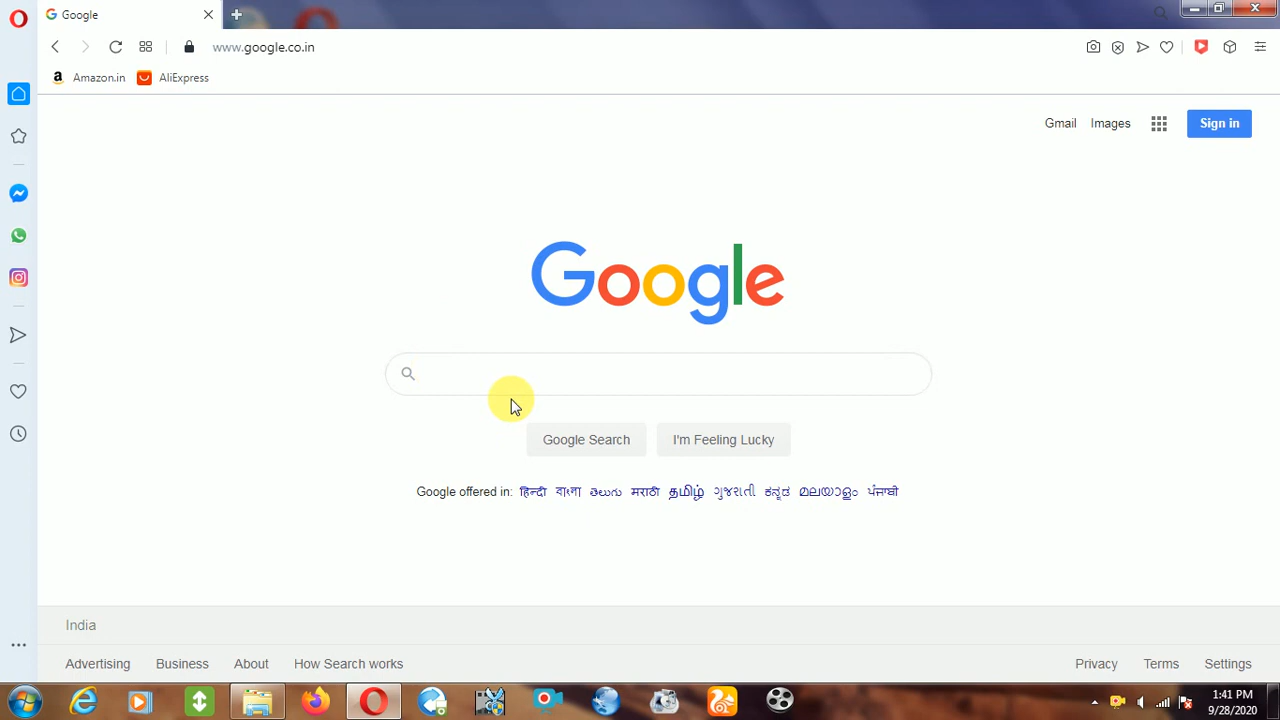 Google
www.google.co.in
Amazon.in AliExpress
Gmail Images Sign in
Google
Google Search I'm Feeling Lucky
Google offered in: हिन्दी বাংলা తెలుగు मराठी தமிழ் ગુજરાતી ಕನ್ನಡ മലയാളം ਪੰਜਾਬੀ
India
Advertising Business About How Search works Privacy Terms Settings
1:41 PM
9/28/2020